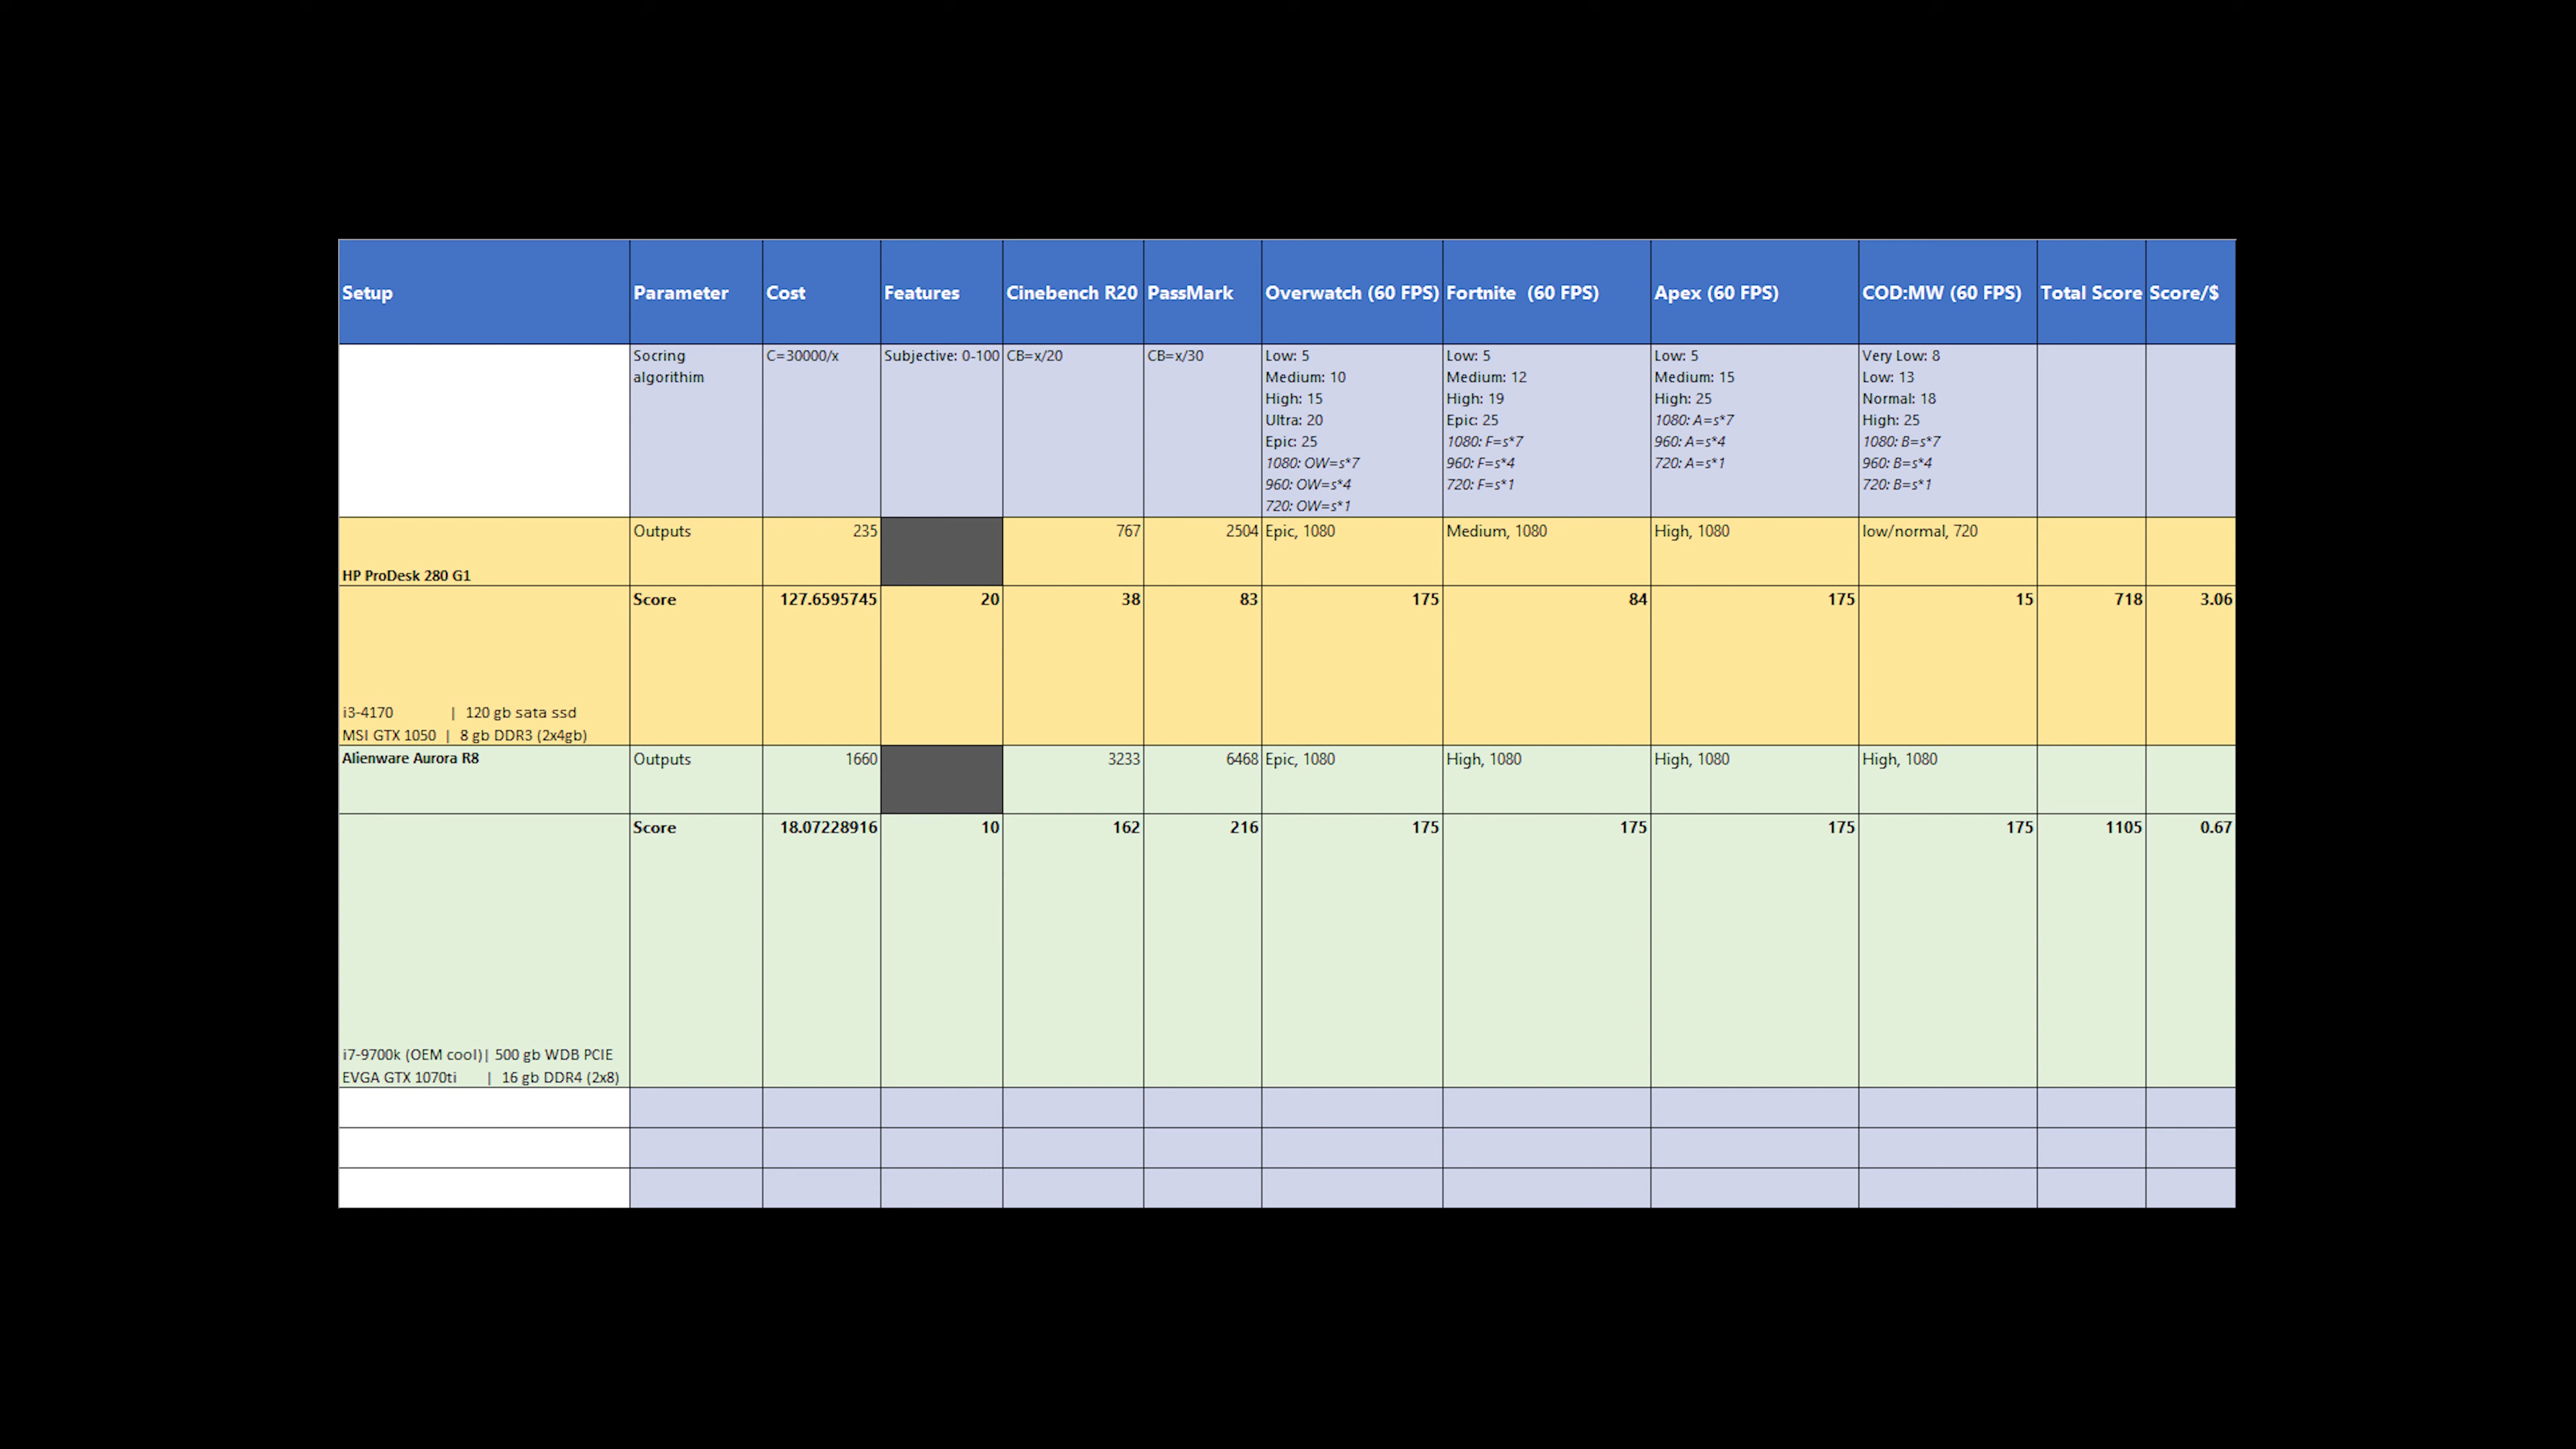 Setup Parameter Cost Features Cinebench R20 PassMark Overwatch (60 FPS) Fortnite (60 FPS) Apex (60 FPS) COD:MW (60 FPS) Total Score Score/$
Socring algorithim
C=30000/x
Subjective: 0-100
CB=x/20
CB=x/30
Low: 5
Medium: 10
High: 15
Ultra: 20
Epic: 25
1080: OW=s*7
960: OW=s*4
720: OW=s*1
Low: 5
Medium: 12
High: 19
Epic: 25
1080: F=s*7
960: F=s*4
720: F=s*1
Low: 5
Medium: 15
High: 25
1080: A=s*7
960: A=s*4
720: A=s*1
Very Low: 8
Low: 13
Normal: 18
High: 25
1080: B=s*7
960: B=s*4
720: B=s*1
HP ProDesk 280 G1 Outputs 235 767 2504 Epic, 1080 Medium, 1080 High, 1080 low/normal, 720
Score 127.6595745 20 38 83 175 84 175 15 718 3.06
i3-4170 | 120 gb sata ssd
MSI GTX 1050 | 8 gb DDR3 (2x4gb)
Alienware Aurora R8 Outputs 1660 3233 6468 Epic, 1080 High, 1080 High, 1080 High, 1080
Score 18.07228916 10 162 216 175 175 175 175 1105 0.67
i7-9700k (OEM cool)| 500 gb WDB PCIE
EVGA GTX 1070ti | 16 gb DDR4 (2x8)